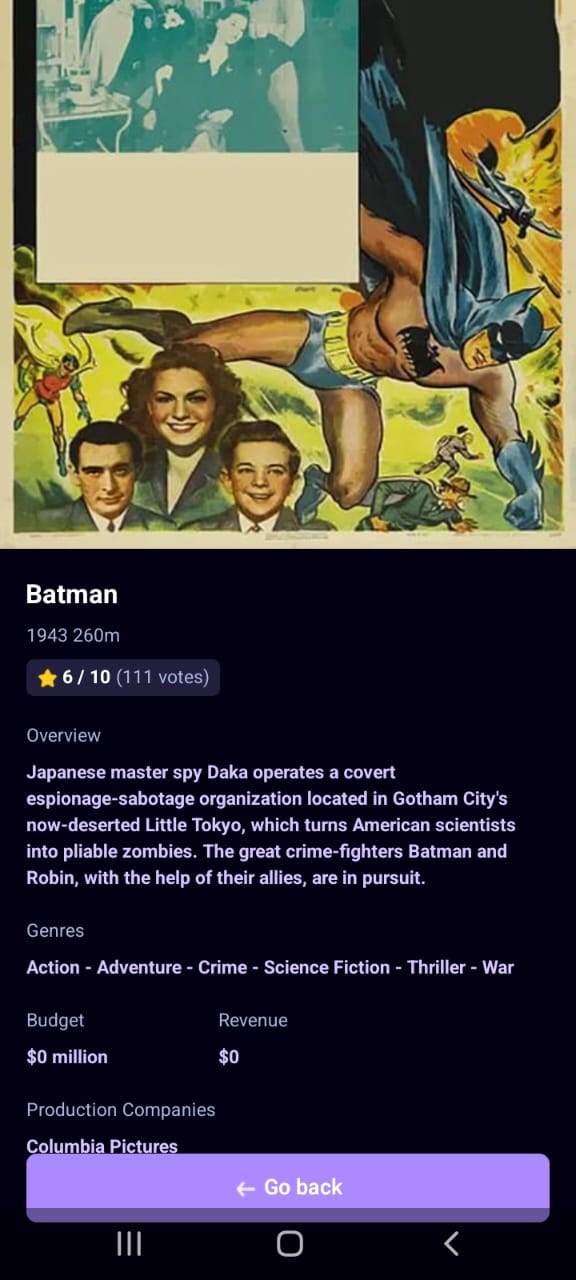 Batman
1943 260m
6 / 10 (111 votes)
Overview
Japanese master spy Daka operates a covert
espionage-sabotage organization located in Gotham City's
now-deserted Little Tokyo, which turns American scientists
into pliable zombies. The great crime-fighters Batman and
Robin, with the help of their allies, are in pursuit.
Genres
Action - Adventure - Crime - Science Fiction - Thriller - War
Budget Revenue
$0 million $0
Production Companies
Columbia Pictures
← Go back